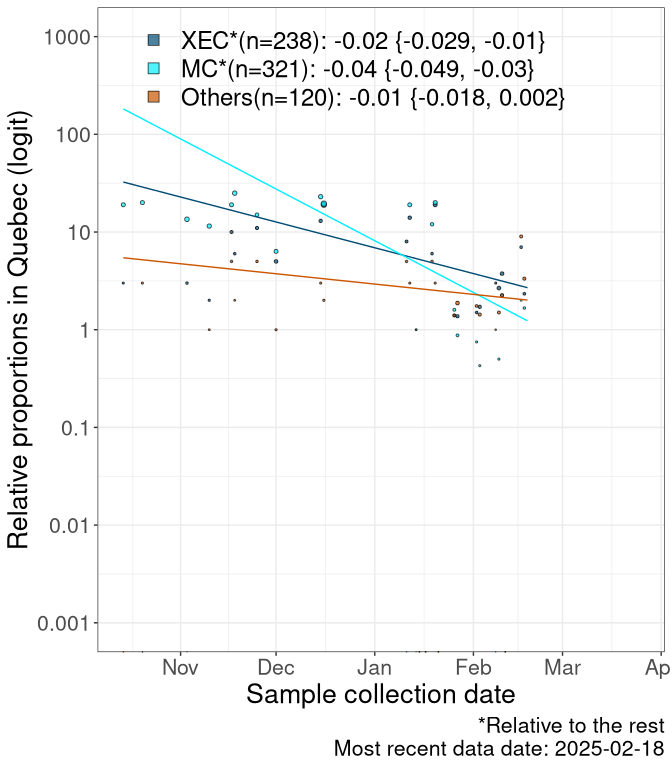 XEC*(n=238): -0.02 {-0.029, -0.01}
MC*(n=321): -0.04 {-0.049, -0.03}
Others(n=120): -0.01 {-0.018, 0.002}
Relative proportions in Quebec (logit)
1000
100
10
1
0.1
0.01
0.001
Nov Dec Jan Feb Mar Ap
Sample collection date
*Relative to the rest
Most recent data date: 2025-02-18